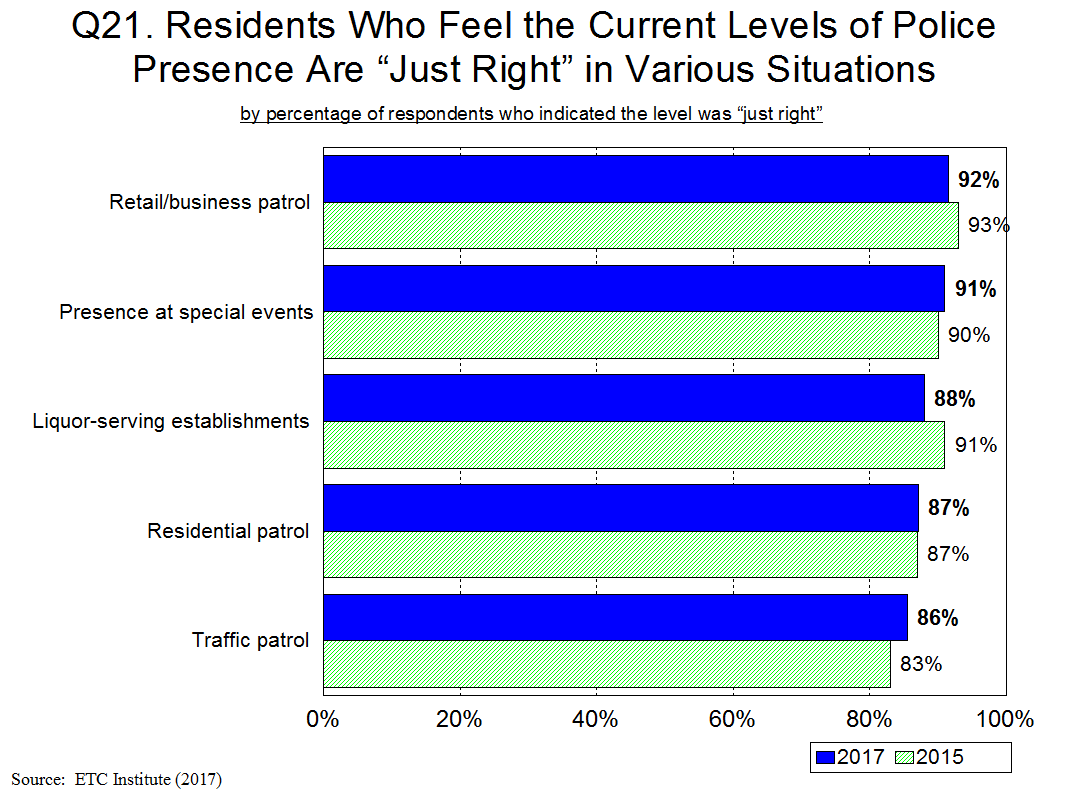 Q21. Residents Who Feel the Current Levels of Police
Presence Are “Just Right” in Various Situations
by percentage of respondents who indicated the level was “just right”
Retail/business patrol
92%
93%
Presence at special events
91%
90%
Liquor-serving establishments
88%
91%
Residential patrol
87%
87%
Traffic patrol
86%
83%
0% 20% 40% 60% 80% 100%
2017 2015
Source: ETC Institute (2017)